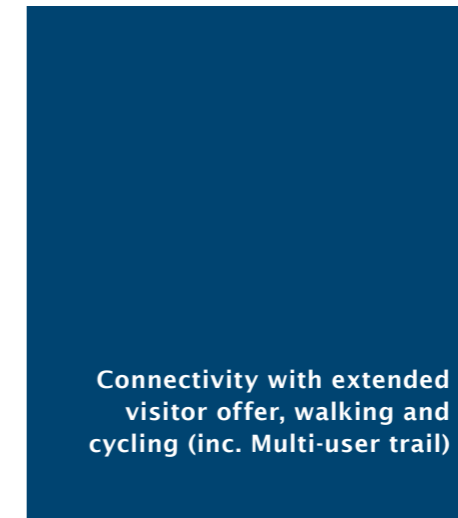 Connectivity with extended
visitor offer, walking and
cycling (inc. Multi-user trail)